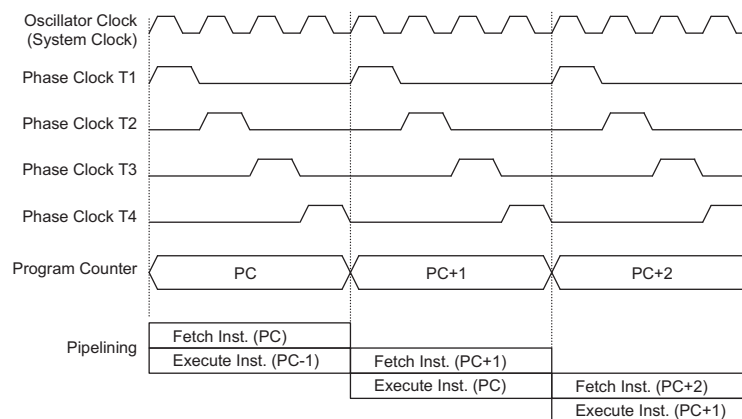 Oscillator Clock
(System Clock)
Phase Clock T1
Phase Clock T2
Phase Clock T3
Phase Clock T4
Program Counter
PC
PC+1
PC+2
Pipelining
Fetch Inst. (PC)
Execute Inst. (PC-1)
Fetch Inst. (PC+1)
Execute Inst. (PC)
Fetch Inst. (PC+2)
Execute Inst. (PC+1)